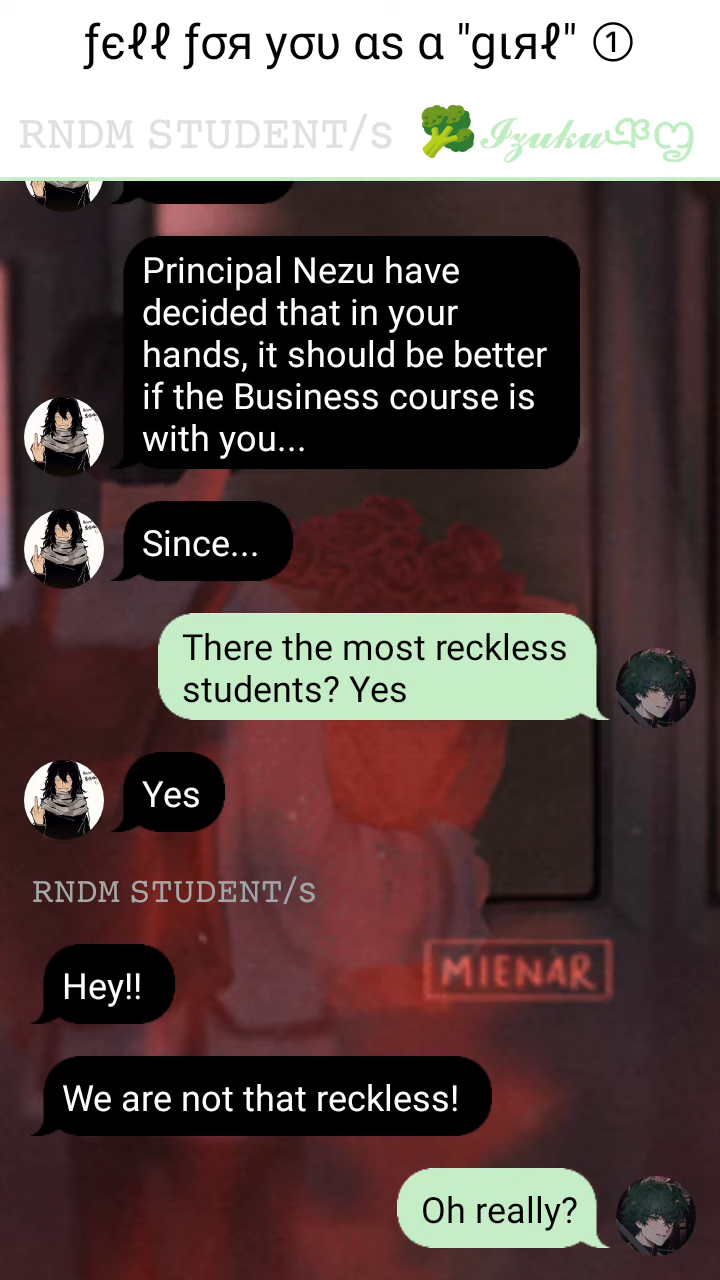 ƒєℓℓ ƒσя уσυ αѕ α "gιяℓ" ①
RNDM STUDENT/S 🥦𝓘𝔃𝓾𝓴𝓾
Principal Nezu have
decided that in your
hands, it should be better
if the Business course is
with you...
Since...
There the most reckless
students? Yes
Yes
RNDM STUDENT/S
MIENAR
Hey!!
We are not that reckless!
Oh really?